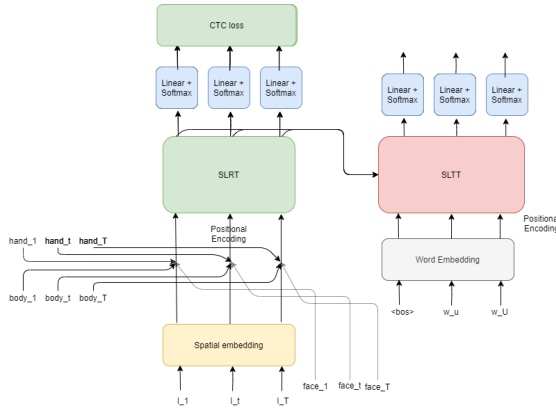 CTC loss
Linear +
Softmax
Linear +
Softmax
Linear +
Softmax
Linear +
Softmax
Linear +
Softmax
Linear +
Softmax
SLRT
SLTT
Positional
Encoding
Positional
Encoding
hand_1 hand_t hand_T
body_1 body_t body_T
Word Embedding
<bos> w_u w_U
Spatial embedding
face_1 face_t face_T
I_1 I_t I_T